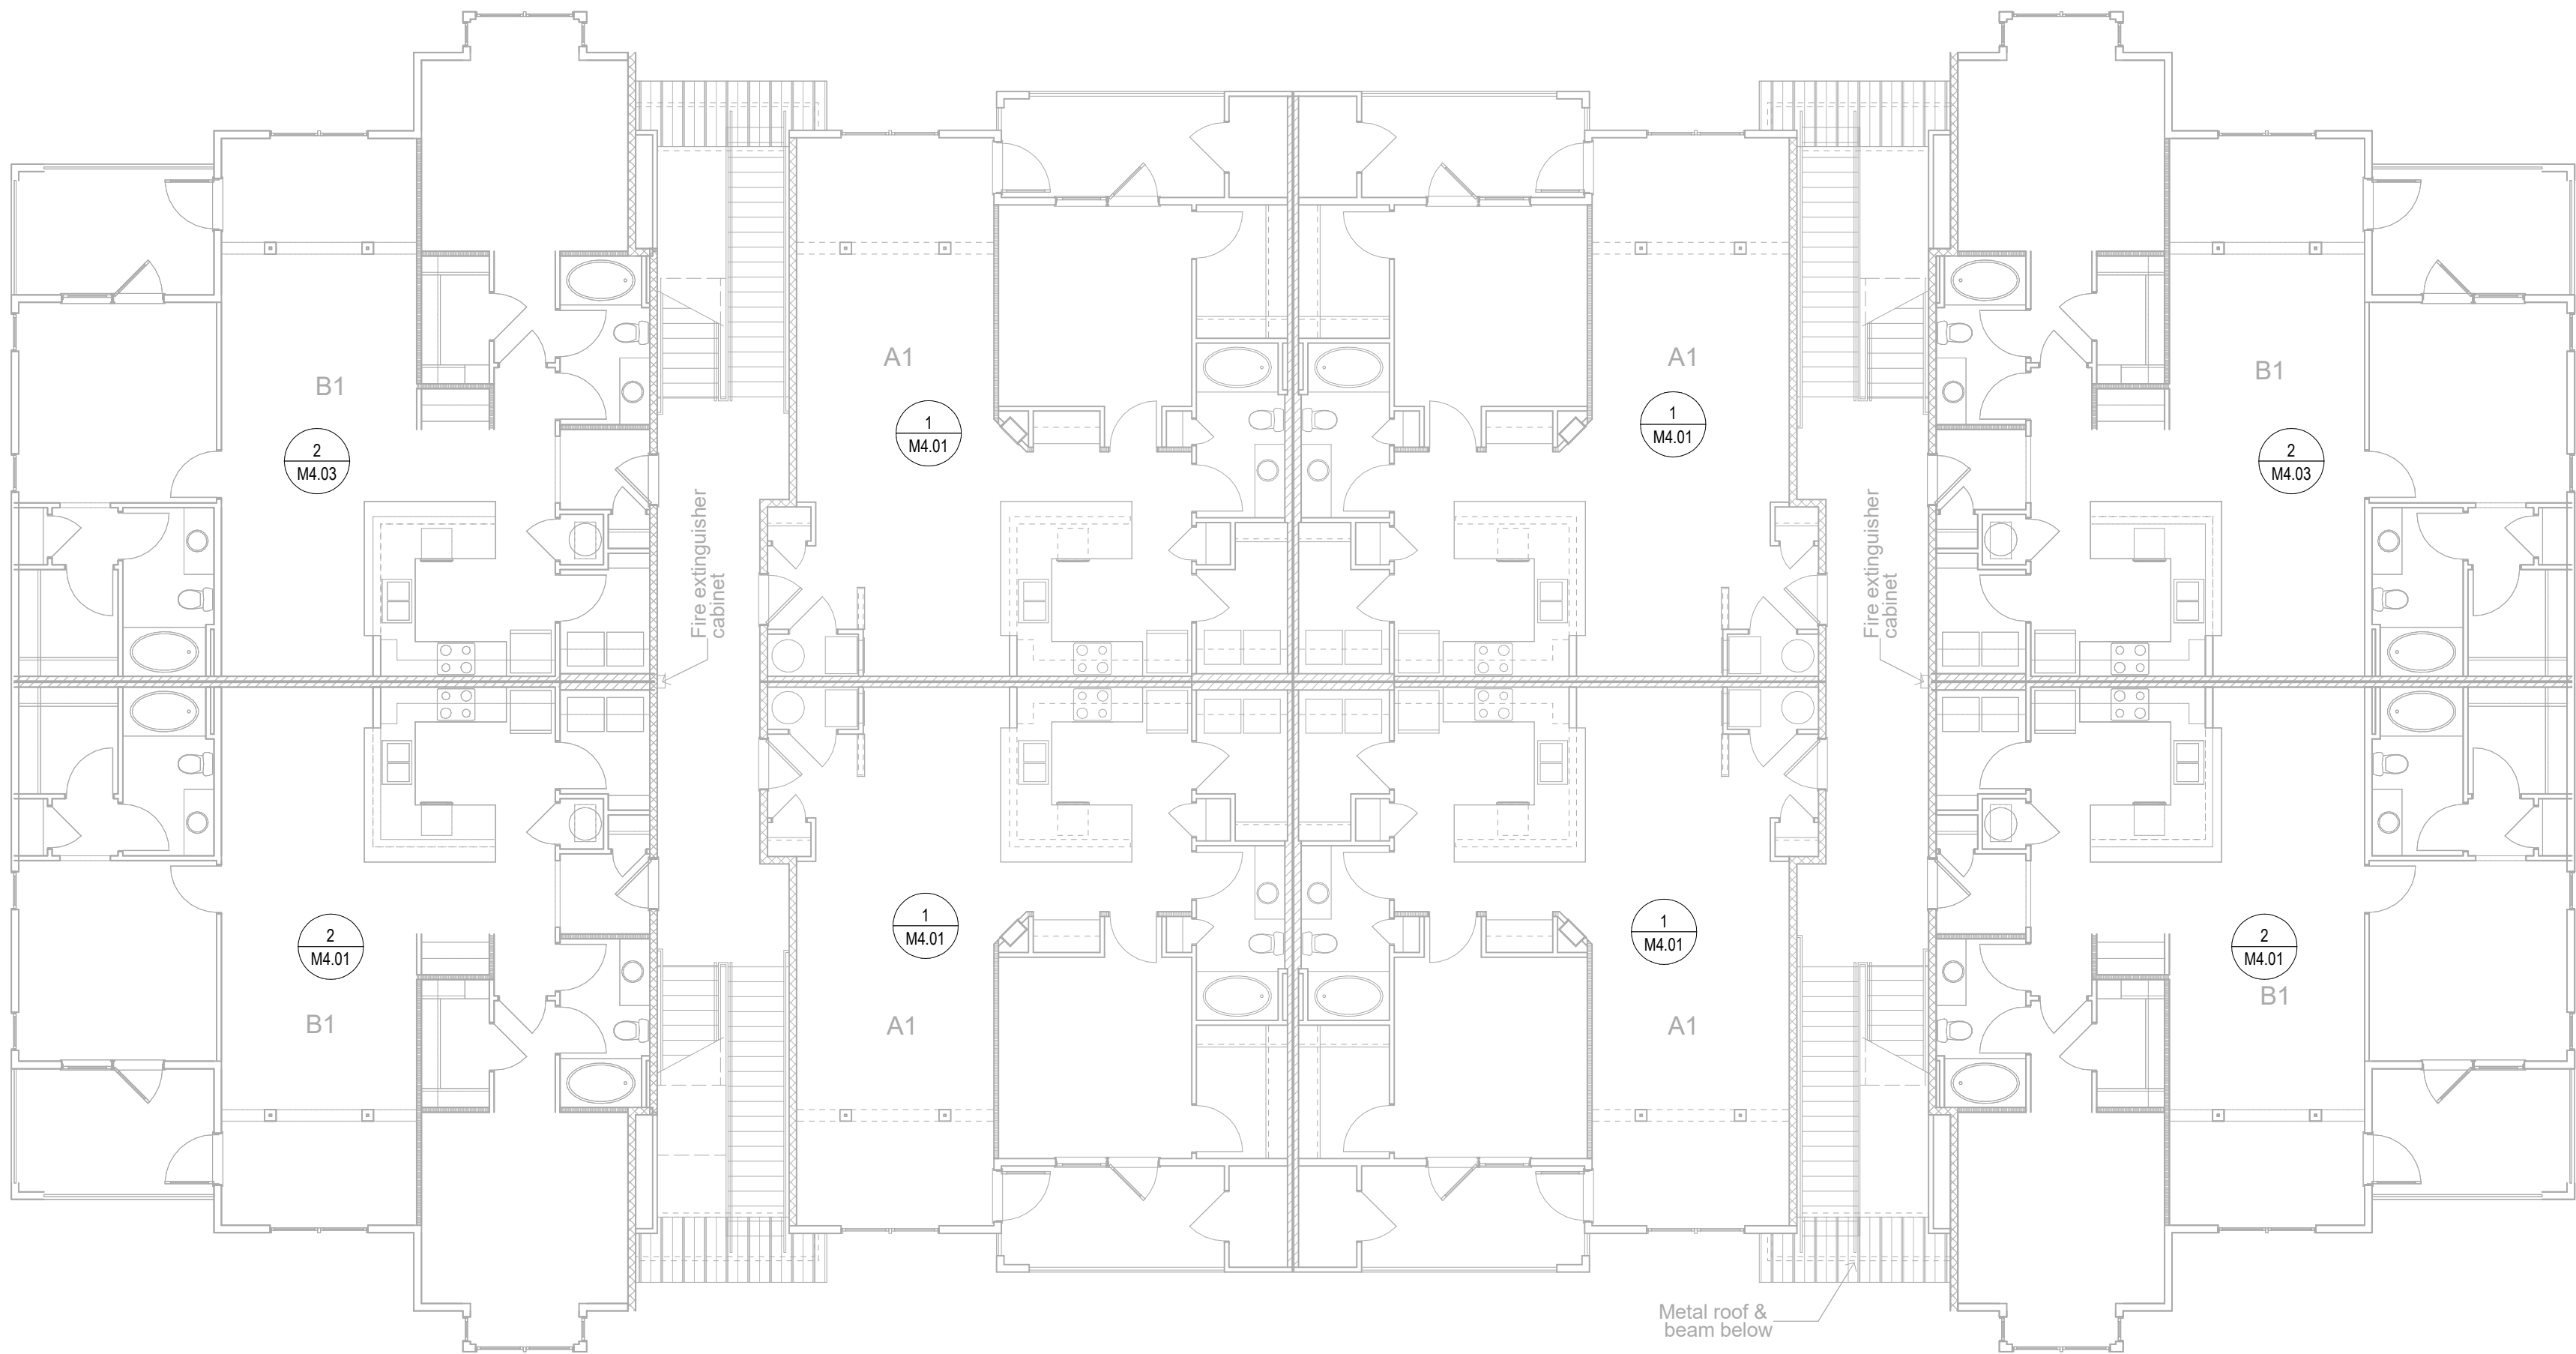 A1
A1
B1
B1
1
M4.01
1
M4.01
2
M4.03
2
M4.03
Fire extinguisher
cabinet
Fire extinguisher
cabinet
1
M4.01
1
M4.01
2
M4.01
2
M4.01
B1
A1
A1
B1
Metal roof &
beam below